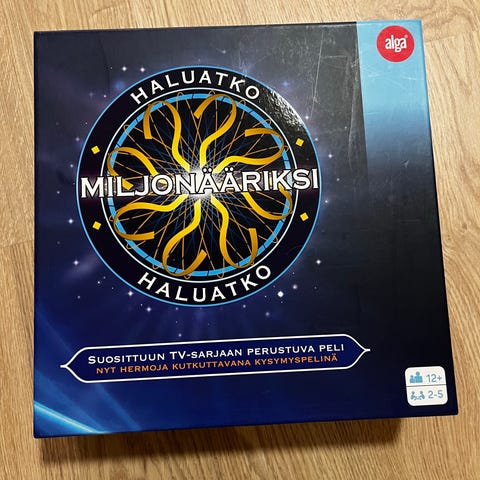 alga
HALUATKO
MILJONÄÄRIKSI
HALUATKO
SUOSITTUUN TV-SARJAAN PERUSTUVA PELI
NYT HERMOJA KUTKUTTAVANA KYSYMYSPELINÄ
12+
2-5